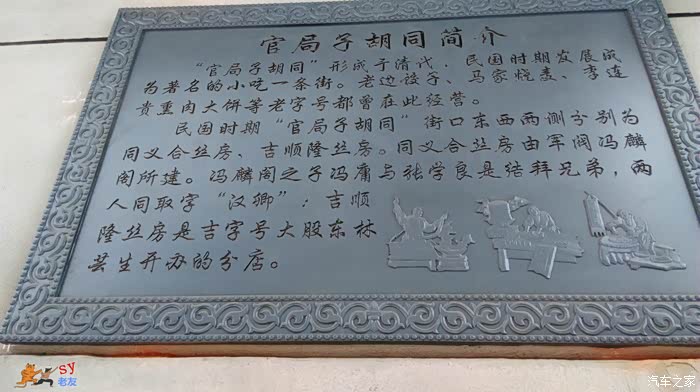 官局子胡同简介
“官局子胡同”形成于清代，民国时期发展成
为著名的小吃一条街。老边饺子、马家烧麦、李连
贵熏肉大饼等老字号都曾在此经营。
民国时期“官局子胡同”街口东西两侧分别为
同义合丝房、吉顺隆丝房。同义合丝房由军阀冯麟
阁所建。冯麟阁之子冯庸与张学良是结拜兄弟，两
人同取字“汉卿”；吉顺
隆丝房是吉字号大股东林
芸生开办的分店。
sy
老友
汽车之家